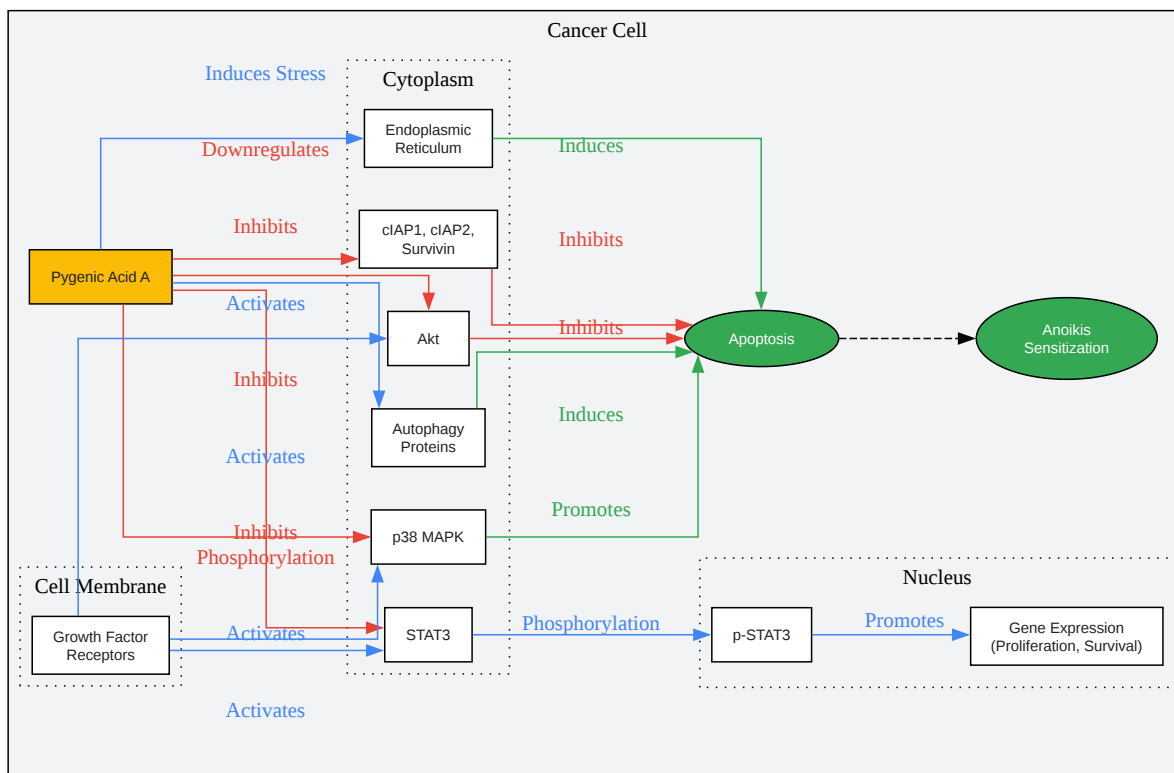 Cancer Cell
Induces Stress
Cytoplasm
Endoplasmic
Reticulum
Downregulates
Induces
cIAP1, cIAP2,
Survivin
Inhibits
Inhibits
Pygenic Acid A
Activates
Akt
Inhibits
Apoptosis
Anoikis
Sensitization
Inhibits
Autophagy
Proteins
Induces
Activates
p38 MAPK
Promotes
Inhibits
Phosphorylation
Cell Membrane
Growth Factor
Receptors
Activates
STAT3
Phosphorylation
Nucleus
p-STAT3
Promotes
Gene Expression
(Proliferation, Survival)
Activates